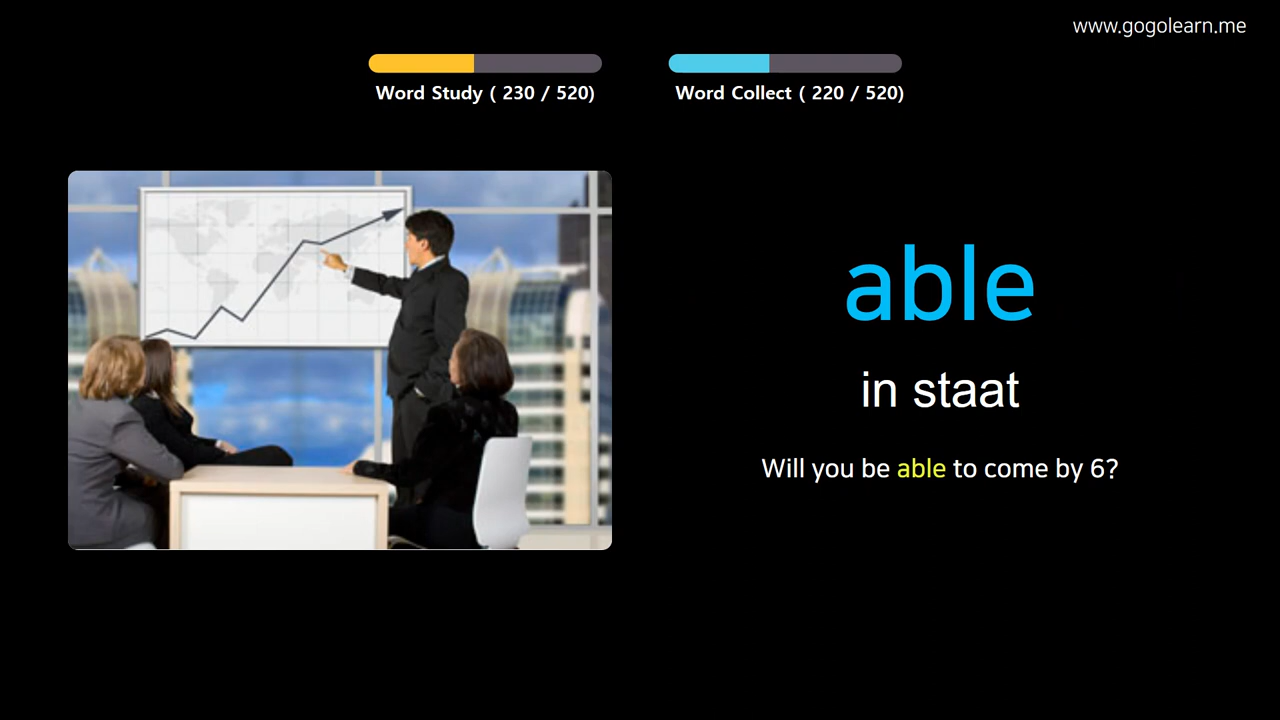 www.gogolearn.me
Word Study ( 230 / 520)
Word Collect ( 220 / 520)
able
in staat
Will you be able to come by 6?